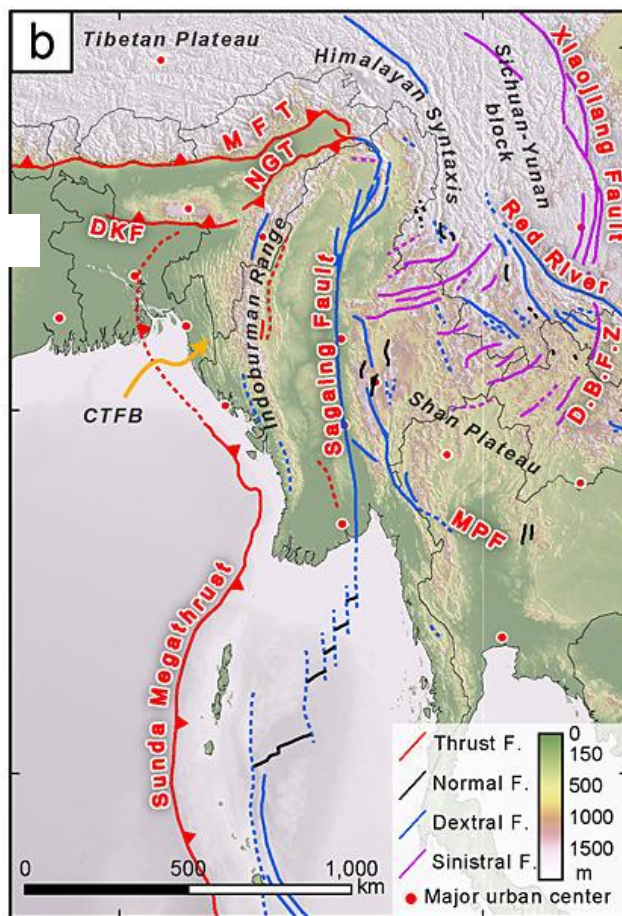 b
Tibetan Plateau
Himalayan Syntaxis
Sichuan-Yunan
block
Xiaojiang Fault
MFT
NGT
DKF
Red River
Indoburman Range
Sagaing Fault
D.B.F.Z
CTFB
Shan Plateau
MPF
Sunda Megathrust
Thrust F.
Normal F.
Dextral F.
Sinistral F.
Major urban center
0
150
500
1000
1500
m
0 500 1,000
km